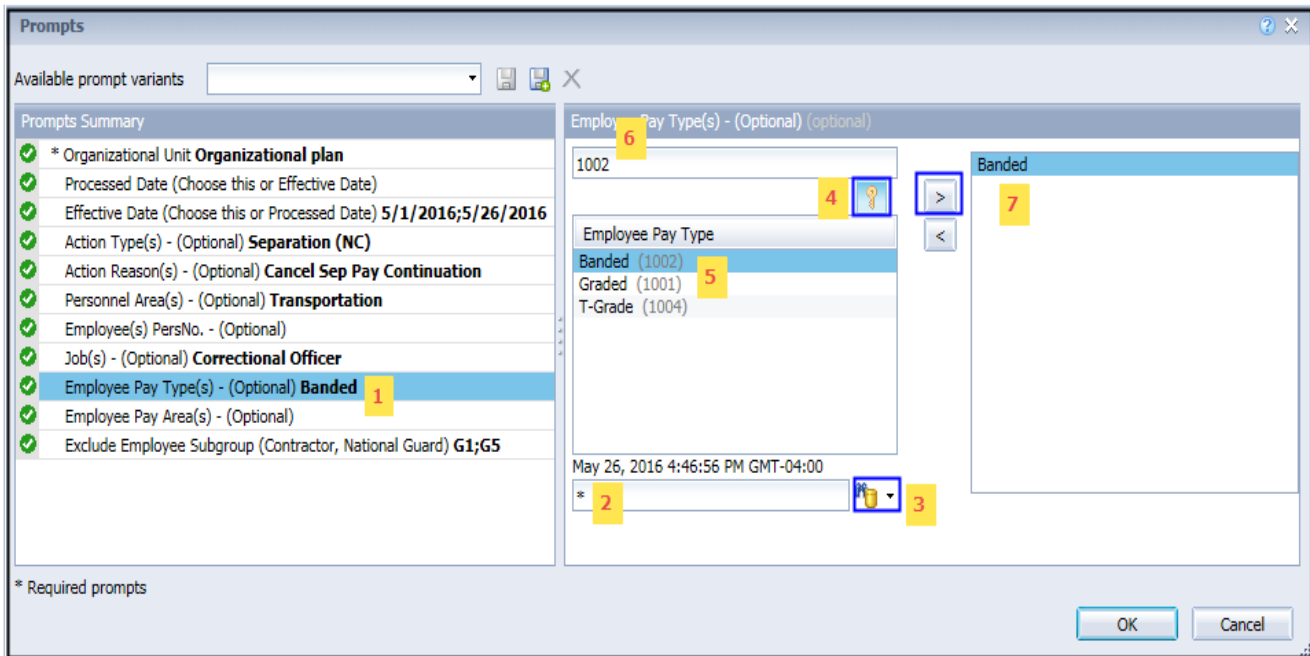 Prompts
Available prompt variants
Prompts Summary
* Organizational Unit Organizational plan
Processed Date (Choose this or Effective Date)
Effective Date (Choose this or Processed Date) 5/1/2016;5/26/2016
Action Type(s) - (Optional) Separation (NC)
Action Reason(s) - (Optional) Cancel Sep Pay Continuation
Personnel Area(s) - (Optional) Transportation
Employee(s) PersNo. - (Optional)
Job(s) - (Optional) Correctional Officer
Employee Pay Type(s) - (Optional) Banded
1
Employee Pay Area(s) - (Optional)
Exclude Employee Subgroup (Contractor, National Guard) G1;G5
* Required prompts
Pay Type(s) - (Optional) (optional)
6
1002
4
>
<
Employee Pay Type
Banded (1002)
Graded (1001)
T-Grade (1004)
5
May 26, 2016 4:46:56 PM GMT-04:00
*
2
3
Banded
7
OK
Cancel